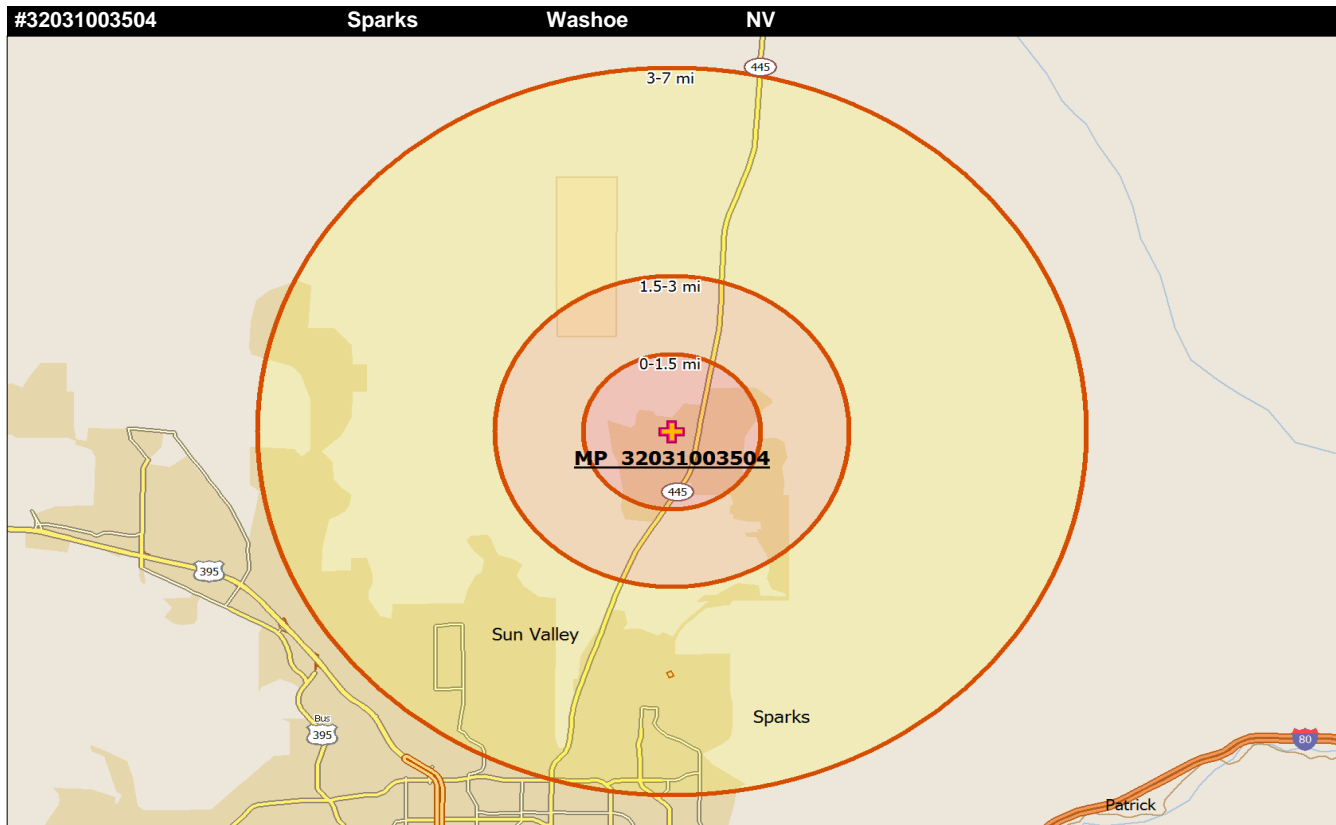 #32031003504 Sparks Washoe NV
445
3-7 mi
1.5-3 mi
0-1.5 mi
MP 32031003504
445
395
Sun Valley
Sparks
Bus
395
80
Patrick